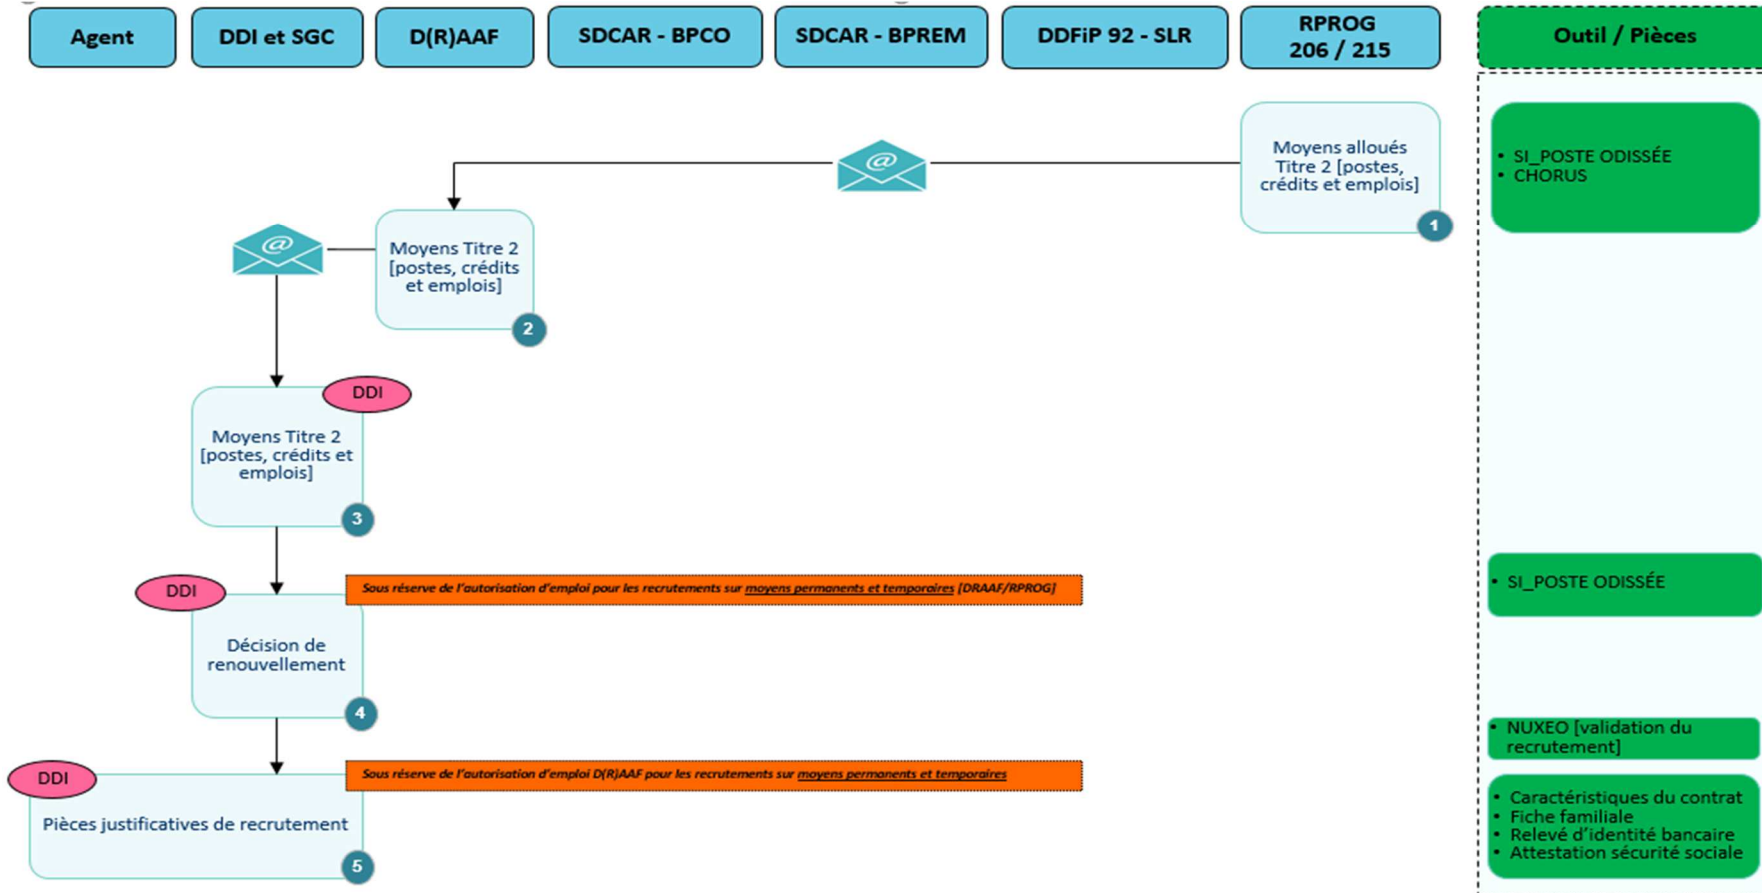 Agent
DDI et SGC
D(R)AAF
SDCAR - BPCO
SDCAR - BPREM
DDFiP 92 - SLR
RPROG
206 / 215
Outil / Pièces
Moyens alloués
Titre 2 [postes,
crédits et emplois]
1
• SI_POSTE ODISSÉE
• CHORUS
@
@
Moyens Titre 2
[postes, crédits
et emplois]
2
DDI
Moyens Titre 2
[postes, crédits et
emplois]
3
DDI
Sous réserve de l'autorisation d'emploi pour les recrutements sur moyens permanents et temporaires [DRAAF/RPROG]
• SI_POSTE ODISSÉE
Décision de
renouvellement
4
• NUXEO [validation du
recrutement]
DDI
Sous réserve de l'autorisation d'emploi D(R)AAF pour les recrutements sur moyens permanents et temporaires
Pièces justificatives de recrutement
5
• Caractéristiques du contrat
• Fiche familiale
• Relevé d'identité bancaire
• Attestation sécurité sociale